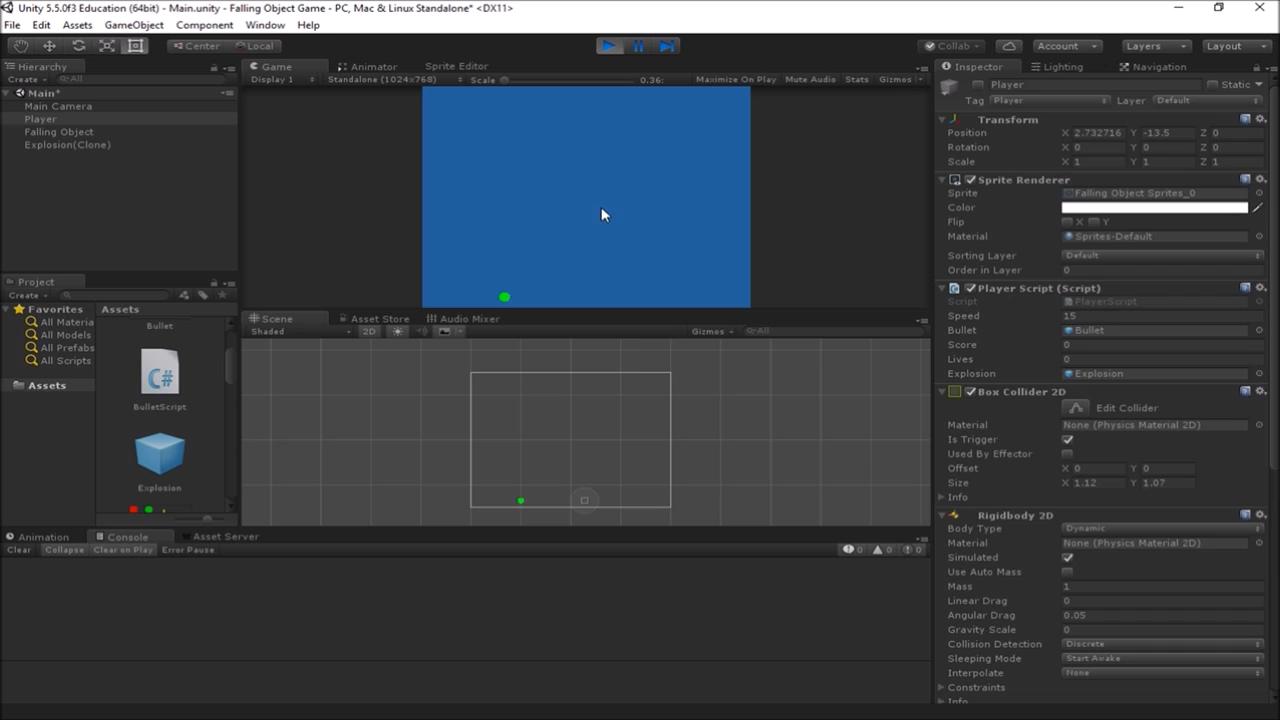 Unity 5.5.0f3 Education (64bit) - Main.unity - Falling Object Game - PC, Mac & Linux Standalone* <DX11>
File Edit Assets GameObject Component Window Help
Center Local Collab Account Layers Layout
Hierarchy
Create All
Main*
Main Camera
Player
Falling Object
Explosion(Clone)
Game Animator Sprite Editor
Display 1 Standalone (1024x768) Scale 0.36: Maximize On Play Mute Audio Stats Gizmos
Project
Create
Favorites
All Materia
All Models
All Prefabs
All Scripts
Assets
Assets
Bullet
C#
BulletScript
Explosion
Scene Asset Store Audio Mixer
Shaded 2D Gizmos All
Animation Console Asset Server
Clear Collapse Clear on Play Error Pause 0 0 0
Inspector Lighting Navigation
Player Static
Tag Player Layer Default
Transform
Position X 2.732716 Y -13.5 Z 0
Rotation X 0 Y 0 Z 0
Scale X 1 Y 1 Z 1
Sprite Renderer
Sprite Falling Object Sprites_0
Color
Flip X Y
Material Sprites-Default
Sorting Layer Default
Order in Layer 0
Player Script (Script)
Script PlayerScript
Speed 15
Bullet Bullet
Score 0
Lives 0
Explosion Explosion
Box Collider 2D
Edit Collider
Material None (Physics Material 2D)
Is Trigger
Used By Effector
Offset X 0 Y 0
Size X 1.12 Y 1.07
Info
Rigidbody 2D
Body Type Dynamic
Material None (Physics Material 2D)
Simulated
Use Auto Mass
Mass 1
Linear Drag 0
Angular Drag 0.05
Gravity Scale 0
Collision Detection Discrete
Sleeping Mode Start Awake
Interpolate None
Constraints
Info